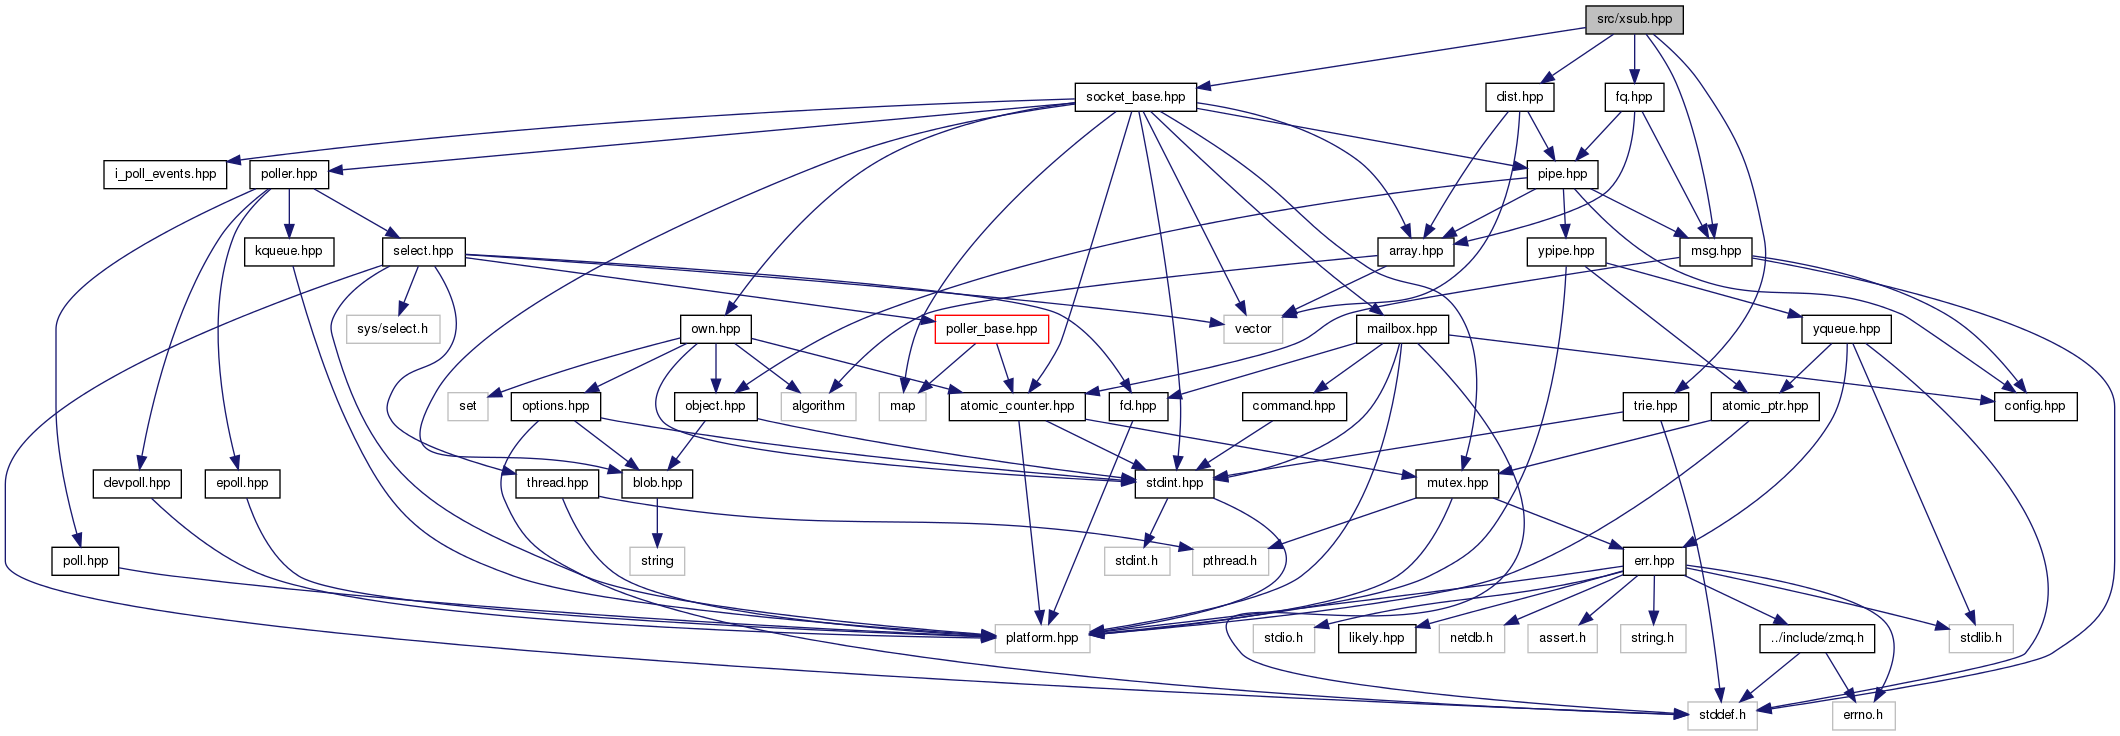 src/xsub.hpp
socket_base.hpp
dist.hpp
fq.hpp
i_poll_events.hpp
poller.hpp
pipe.hpp
kqueue.hpp
select.hpp
array.hpp
ypipe.hpp
msg.hpp
sys/select.h
own.hpp
poller_base.hpp
vector
mailbox.hpp
yqueue.hpp
set
options.hpp
object.hpp
algorithm
map
atomic_counter.hpp
fd.hpp
command.hpp
trie.hpp
atomic_ptr.hpp
config.hpp
devpoll.hpp
epoll.hpp
thread.hpp
blob.hpp
stdint.hpp
mutex.hpp
poll.hpp
string
stdint.h
pthread.h
err.hpp
platform.hpp
stdio.h
likely.hpp
netdb.h
assert.h
string.h
../include/zmq.h
stdlib.h
stddef.h
errno.h